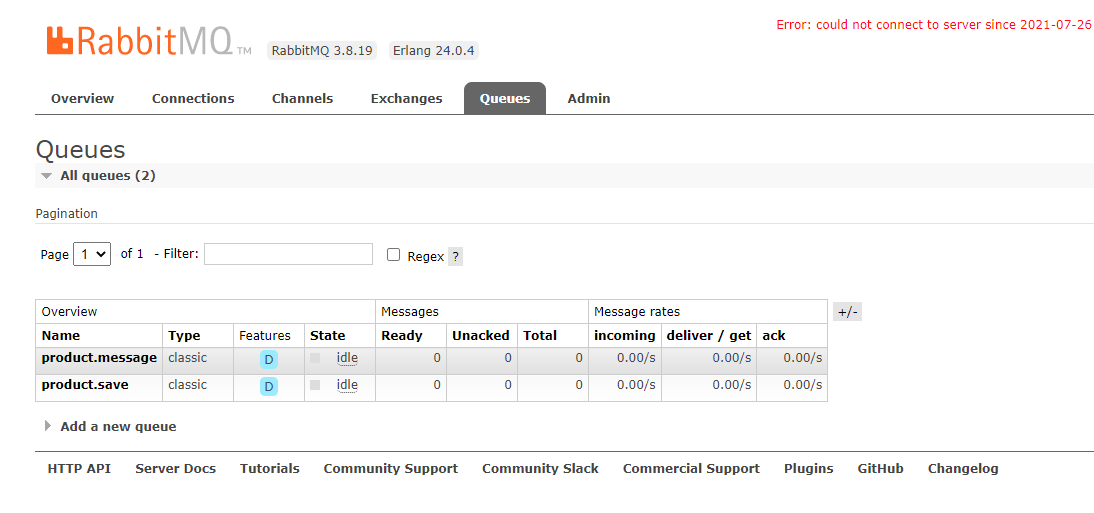 Error: could not connect to server since 2021-07-26
RabbitMQ TM RabbitMQ 3.8.19 Erlang 24.0.4
Overview Connections Channels Exchanges Queues Admin
Queues
All queues (2)
Pagination
Page 1 of 1 - Filter: Regex ?
Overview Messages Message rates +/-
Name Type Features State Ready Unacked Total incoming deliver / get ack
product.message classic D idle 0 0 0 0.00/s 0.00/s 0.00/s
product.save classic D idle 0 0 0 0.00/s 0.00/s 0.00/s
Add a new queue
HTTP API Server Docs Tutorials Community Support Community Slack Commercial Support Plugins GitHub Changelog